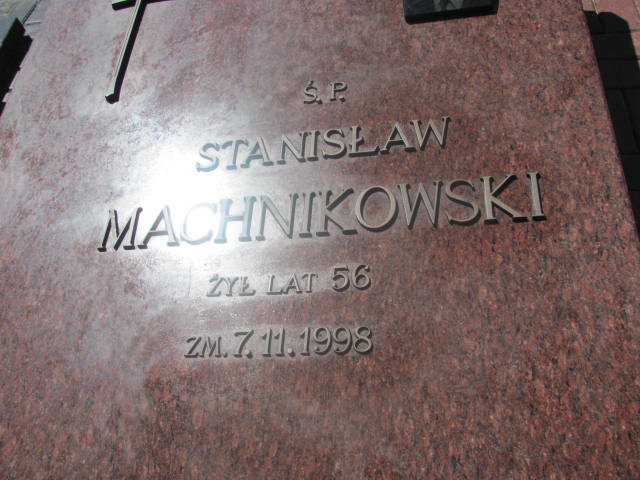 Ś.P.
STANISŁAW
MACHNIKOWSKI
ŻYŁ LAT 56
ZM. 7.11.1998